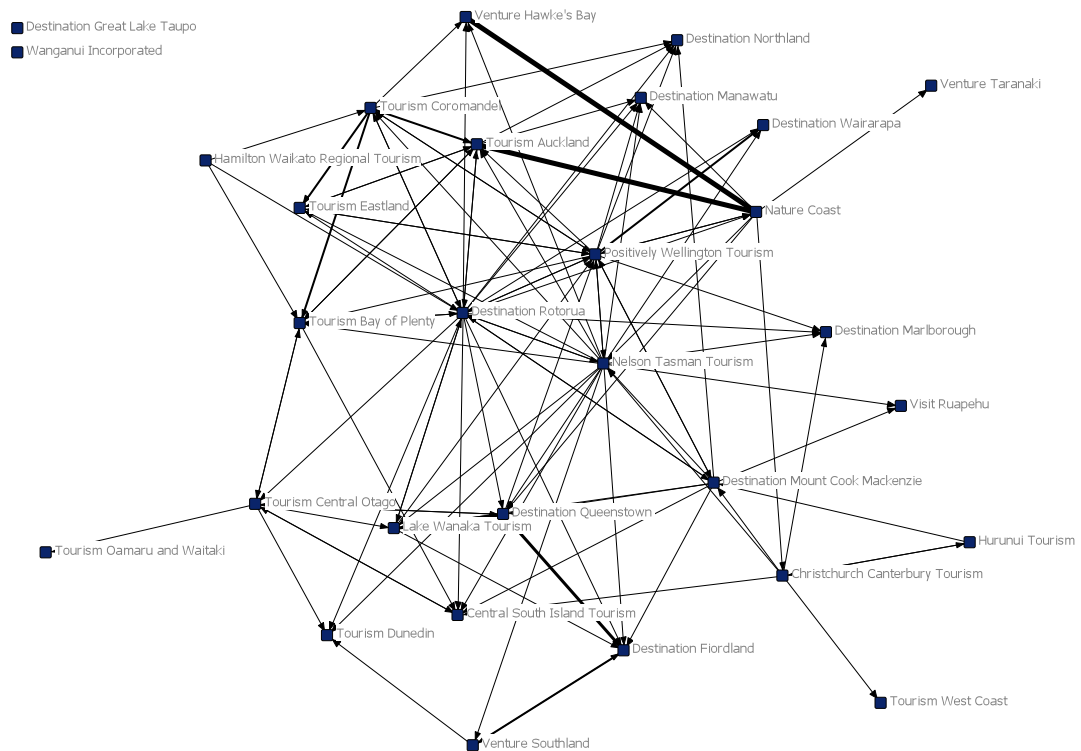 Venture Hawke's Bay
Destination Great Lake Taupo
Destination Northland
Wanganui Incorporated
Venture Taranaki
Destination Manawatu
Tourism Coromandel
Destination Wairarapa
Tourism Auckland
Hamilton Waikato Regional Tourism
Tourism Eastland
Nature Coast
Positively Wellington Tourism
Destination Rotorua
Tourism Bay of Plenty
Destination Marlborough
Nelson Tasman Tourism
Visit Ruapehu
Destination Mount Cook Mackenzie
Tourism Central Otago
Destination Queenstown
Lake Wanaka Tourism
Hurunui Tourism
Tourism Oamaru and Waitaki
Christchurch Canterbury Tourism
Central South Island Tourism
Tourism Dunedin
Destination Fiordland
Tourism West Coast
Venture Southland